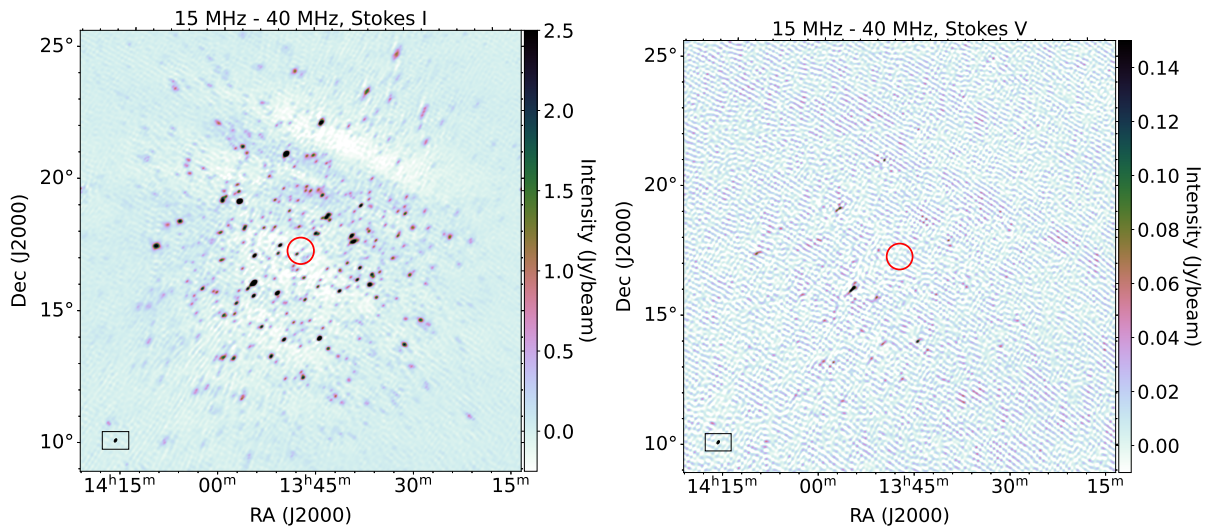 15 MHz - 40 MHz, Stokes I
25°
20°
15°
10°
14ʰ15ᵐ 00ᵐ 13ʰ45ᵐ 30ᵐ 15ᵐ
RA (J2000)
Dec (J2000)
2.5
2.0
1.5
1.0
0.5
0.0
Intensity (Jy/beam)
15 MHz - 40 MHz, Stokes V
25°
20°
15°
10°
14ʰ15ᵐ 00ᵐ 13ʰ45ᵐ 30ᵐ 15ᵐ
RA (J2000)
Dec (J2000)
0.14
0.12
0.10
0.08
0.06
0.04
0.02
0.00
Intensity (Jy/beam)